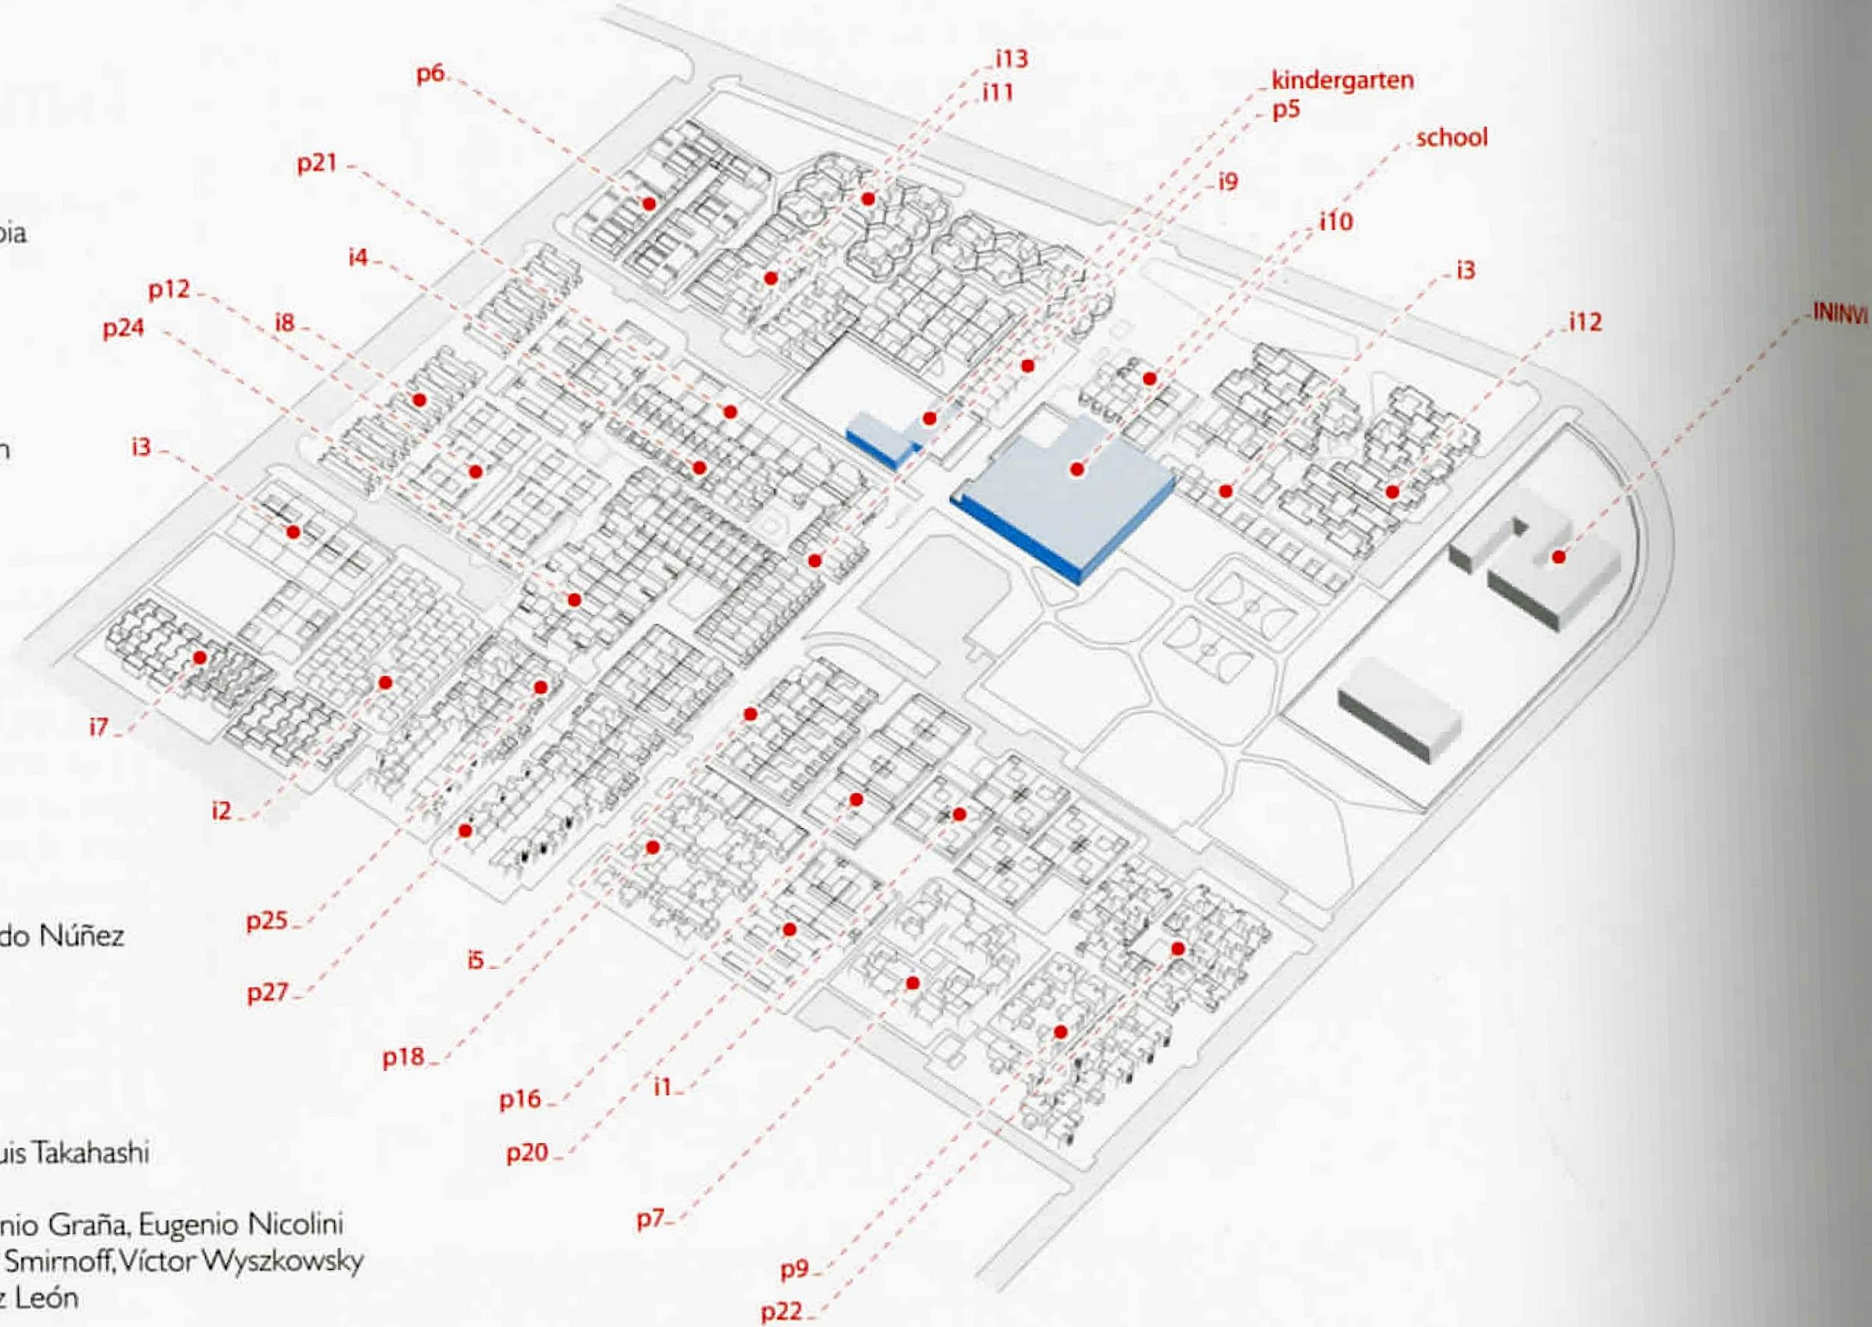 i13
p6
kindergarten
i11
p5
school
p21
i9
i10
bia
i4
i3
p12
ININVI
i8
i12
p24
i3
n
i7
i2
p25
do Núñez
i5
p27
p18
i1
p16
uis Takahashi
p20
p7
nio Graña, Eugenio Nicolini
Smirnoff, Víctor Wyszkowsky
p9
z León
p22